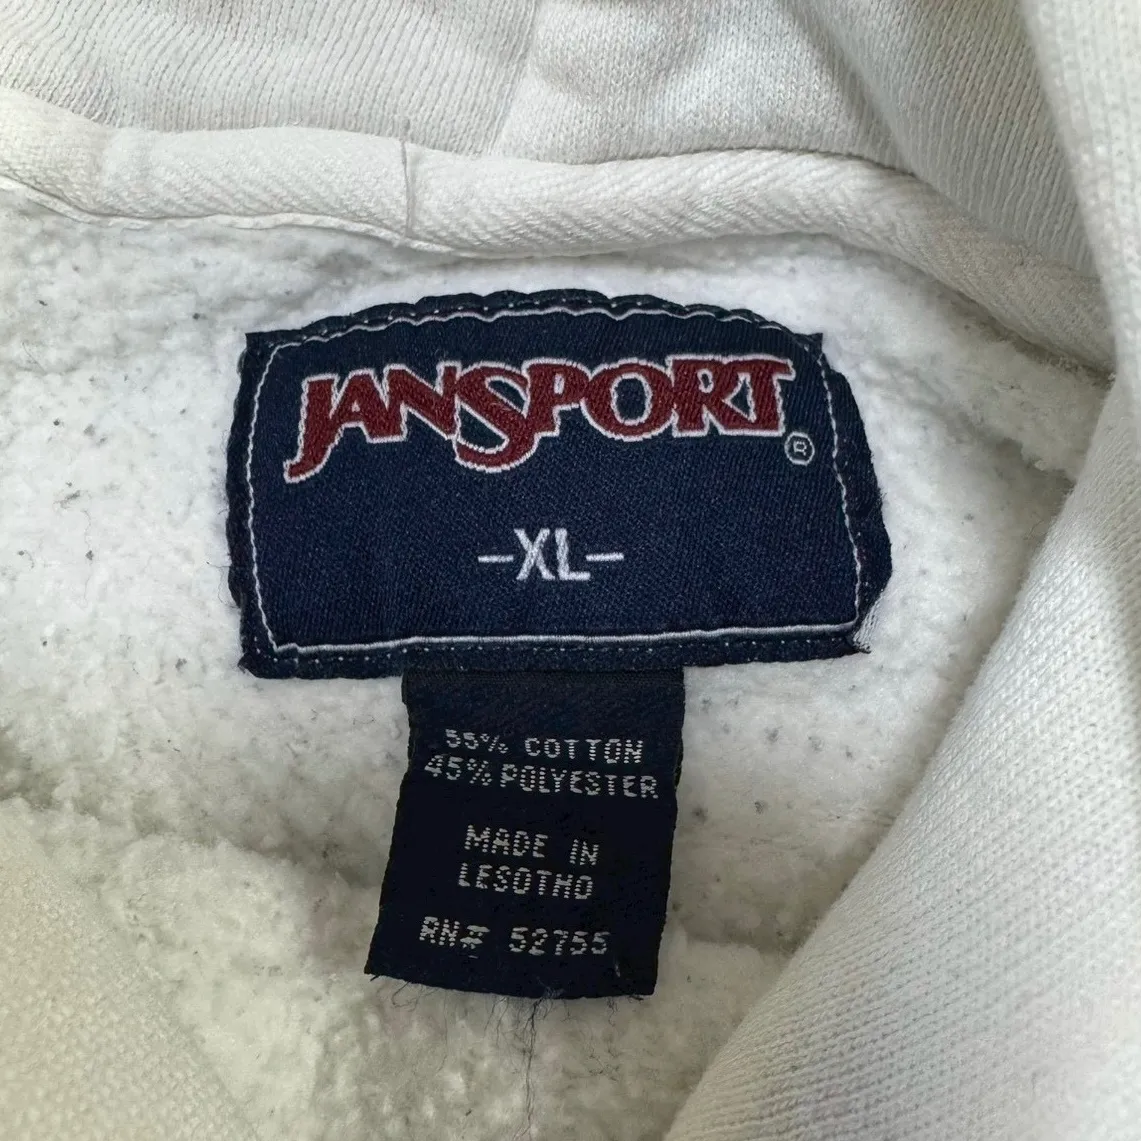 JANSPORT
®
-XL-
55% COTTON
45% POLYESTER
MADE IN
LESOTHO
RN# 52755